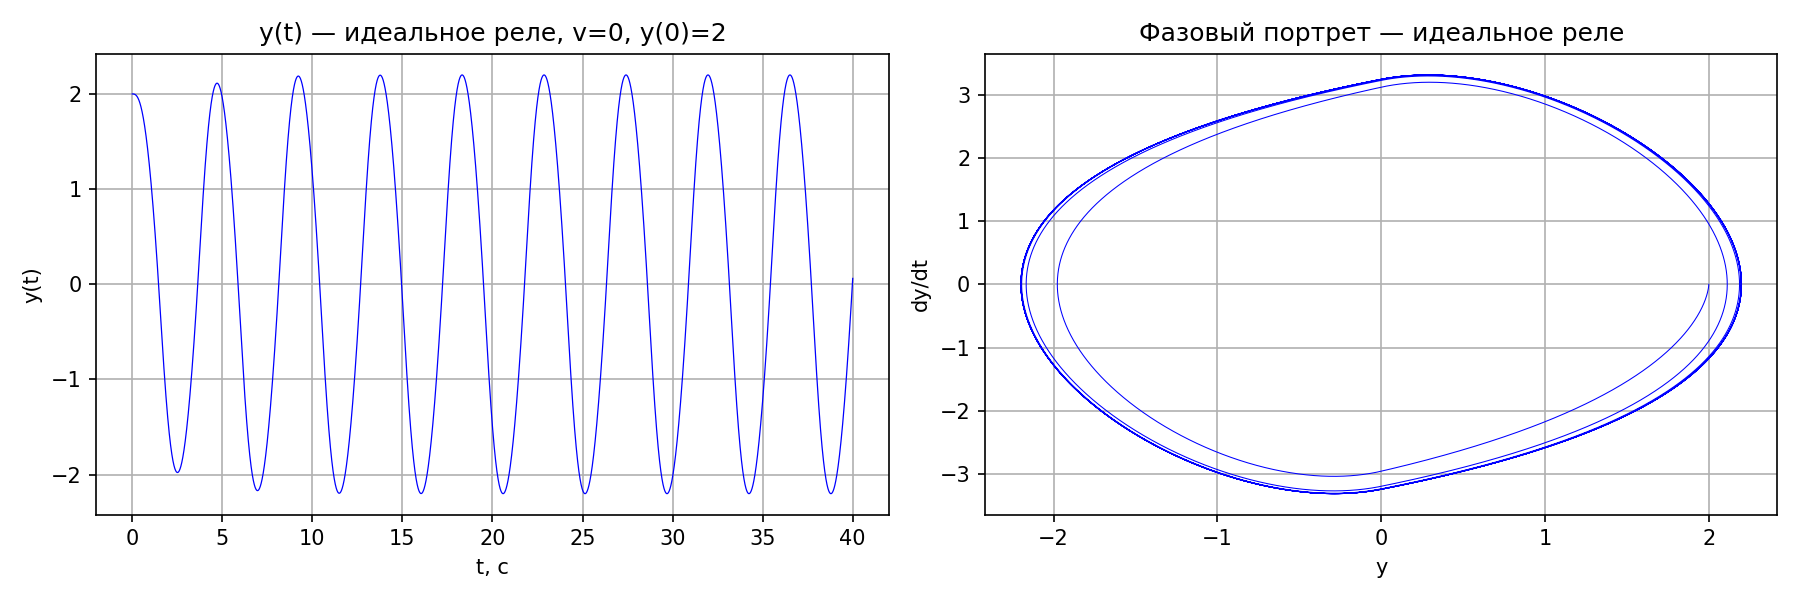 y(t) — идеальное реле, v=0, y(0)=2
y(t)
2
1
0
−1
−2
0 5 10 15 20 25 30 35 40
t, с
Фазовый портрет — идеальное реле
dy/dt
3
2
1
0
−1
−2
−3
−2 −1 0 1 2
y